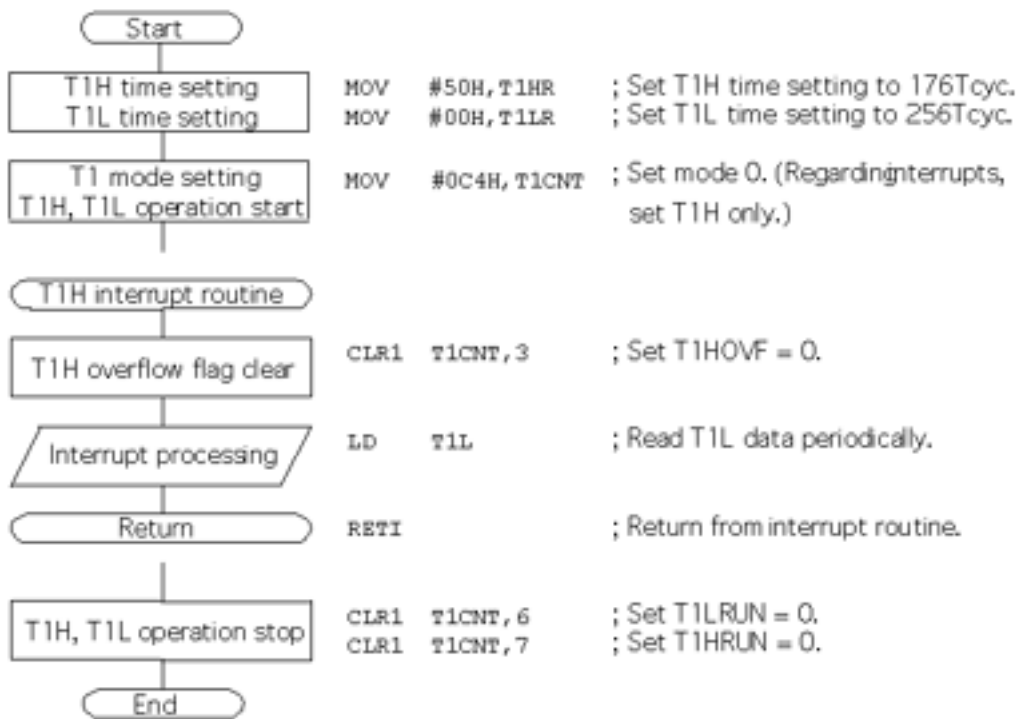 Start
T1H time setting MOV #50H,T1HR ; Set T1H time setting to 176Tcyc.
T1L time setting MOV #00H,T1LR ; Set T1L time setting to 256Tcyc.
T1 mode setting MOV #0C4H,T1CNT ; Set mode 0. (Regardinginterrupts,
T1H, T1L operation start set T1H only.)
T1H interrupt routine
T1H overflow flag clear CLR1 T1CNT,3 ; Set T1HOVF = 0.
Interrupt processing LD T1L ; Read T1L data periodically.
Return RETI ; Return from interrupt routine.
T1H, T1L operation stop CLR1 T1CNT,6 ; Set T1LRUN = 0.
CLR1 T1CNT,7 ; Set T1HRUN = 0.
End